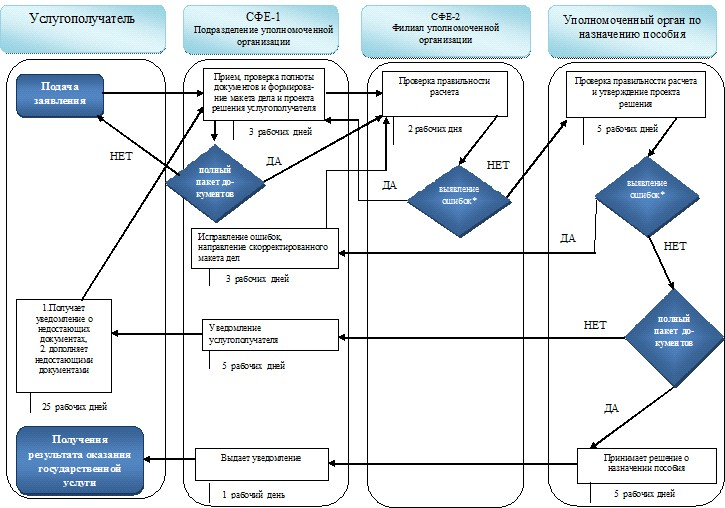 Услугополучатель
СФЕ-1
Подразделение уполномоченной
организации
СФЕ-2
Филиал уполномоченной
организации
Уполномоченный орган по
назначению пособия
Подача
заявления
Прием, проверка полноты
документов и формирова-
ние макета дела и проекта
решения услугополучателя
3 рабочих дней
Проверка правильности
расчета
2 рабочих дня
Проверка правильности расчета
и утверждение проекта
решения
5 рабочих дней
НЕТ
ДА
полный
пакет до-
кументов
ДА
НЕТ
выявление
ошибок*
выявление
ошибок*
ДА
НЕТ
Исправление ошибок,
направление скорректированного
макета дел
3 рабочих дней
1.Получает
уведомление о
недостающих
документах,
2. дополняет
недостающими
документами
25 рабочих дней
Уведомление
услугополучателя
5 рабочих дней
НЕТ
полный
пакет до-
кументов
ДА
Получения
результата оказания
государственной
услуги
Выдает уведомление
1 рабочий день
Принимает решение о
назначении пособия
5 рабочих дней